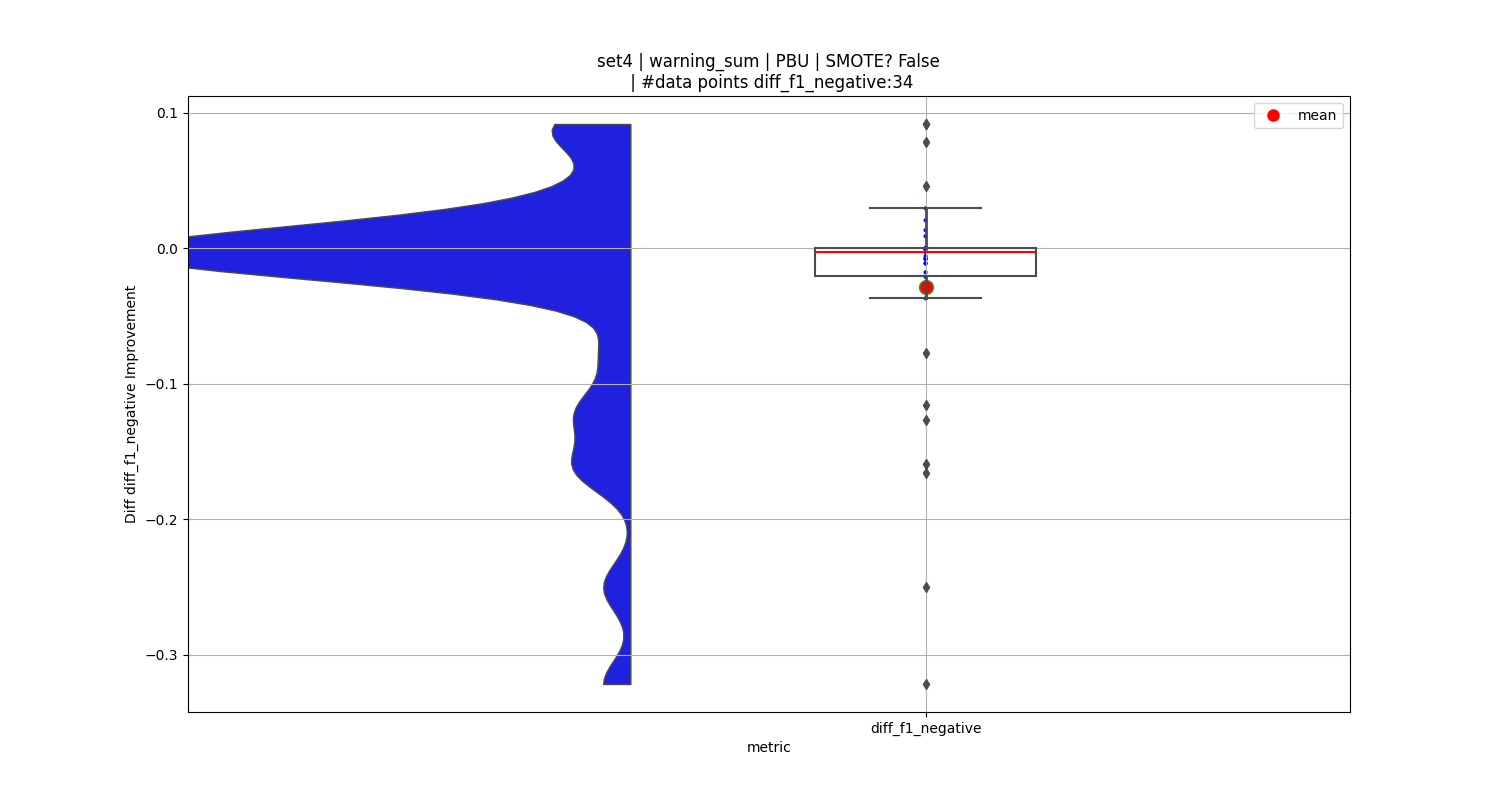 set4 | warning_sum | PBU | SMOTE? False
| #data points diff_f1_negative:34
mean
0.1
0.0
−0.1
−0.2
−0.3
Diff diff_f1_negative Improvement
diff_f1_negative
metric